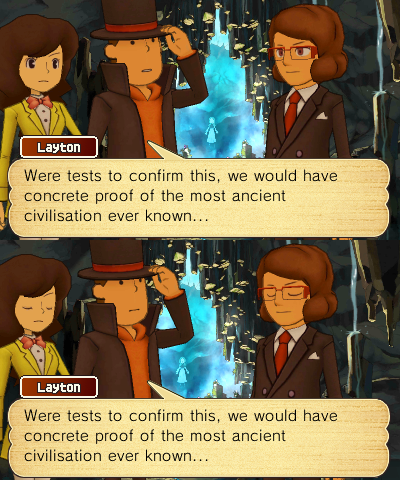 Layton
Were tests to confirm this, we would have
concrete proof of the most ancient
civilisation ever known...
Layton
Were tests to confirm this, we would have
concrete proof of the most ancient
civilisation ever known...